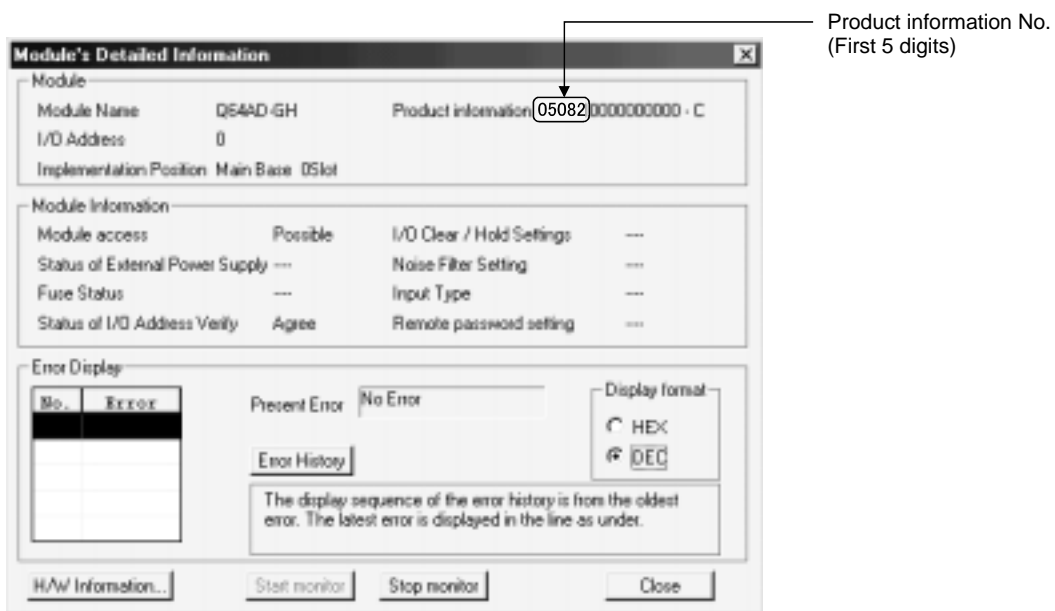 Product information No.
(First 5 digits)
Module's Detailed Information
Module
Module Name Q64AD-GH Product information 050820000000000 - C
I/O Address 0
Implementation Position Main Base 0Slot
Module Information
Module access Possible I/O Clear / Hold Settings ---
Status of External Power Supply --- Noise Filter Setting ---
Fuse Status --- Input Type ---
Status of I/O Address Verify Agree Remote password setting ---
Error Display
No. Error
Present Error No Error
Display format
HEX
DEC
Error History
The display sequence of the error history is from the oldest
error. The latest error is displayed in the line as under.
H/W Information... Start monitor Stop monitor Close